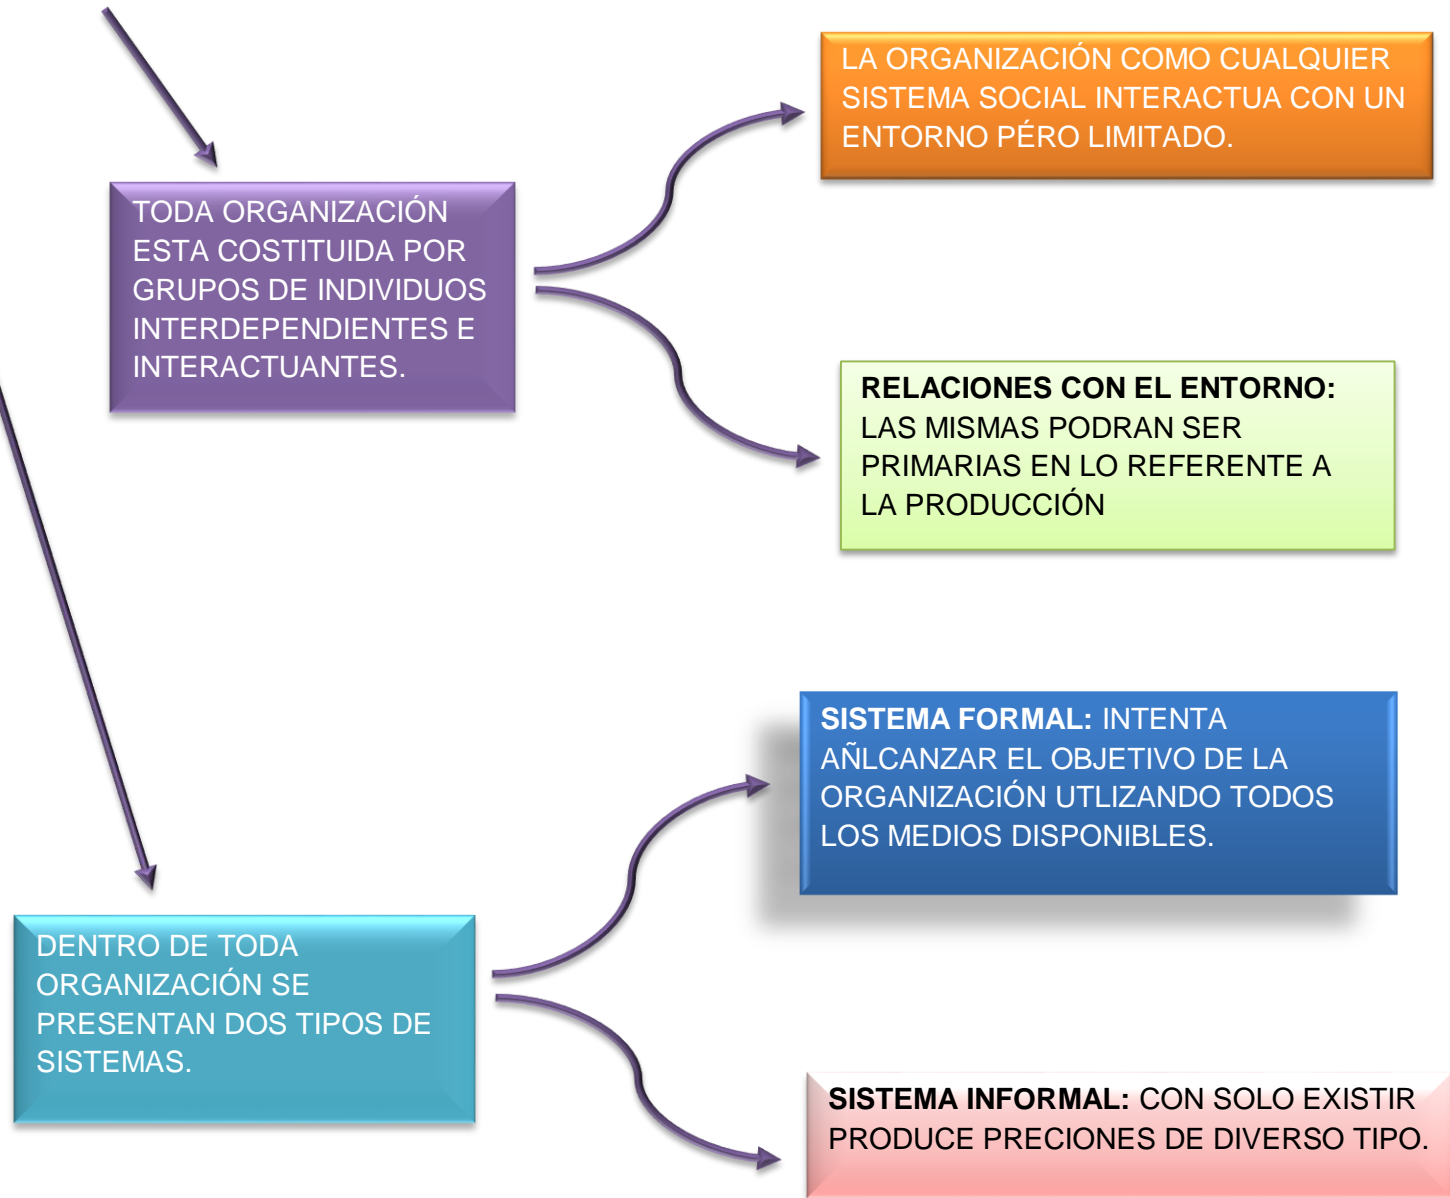 LA ORGANIZACIÓN COMO CUALQUIER
SISTEMA SOCIAL INTERACTUA CON UN
ENTORNO PÉRO LIMITADO.
TODA ORGANIZACIÓN
ESTA COSTITUIDA POR
GRUPOS DE INDIVIDUOS
INTERDEPENDIENTES E
INTERACTUANTES.
RELACIONES CON EL ENTORNO:
LAS MISMAS PODRAN SER
PRIMARIAS EN LO REFERENTE A
LA PRODUCCIÓN
SISTEMA FORMAL: INTENTA
AÑLCANZAR EL OBJETIVO DE LA
ORGANIZACIÓN UTLIZANDO TODOS
LOS MEDIOS DISPONIBLES.
DENTRO DE TODA
ORGANIZACIÓN SE
PRESENTAN DOS TIPOS DE
SISTEMAS.
SISTEMA INFORMAL: CON SOLO EXISTIR
PRODUCE PRECIONES DE DIVERSO TIPO.